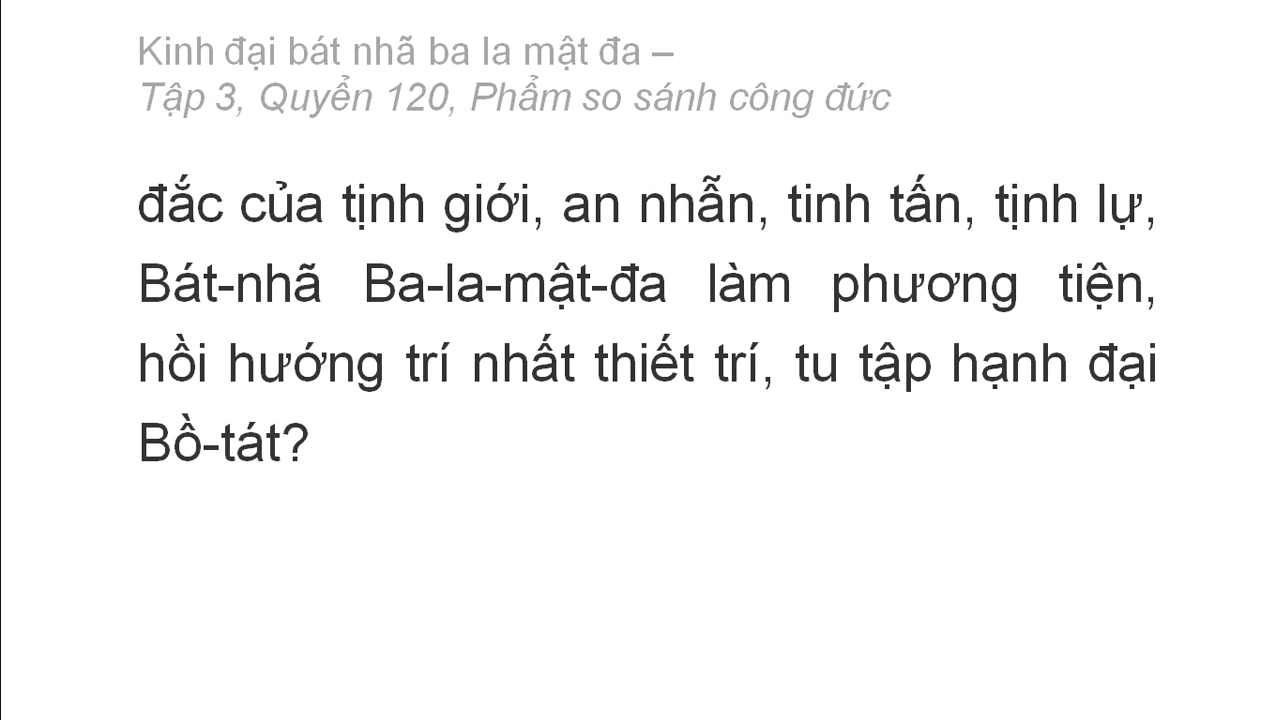 Kinh đại bát nhã ba la mật đa –
Tập 3, Quyển 120, Phẩm so sánh công đức
đắc của tịnh giới, an nhẫn, tinh tấn, tịnh lự,
Bát-nhã Ba-la-mật-đa làm phương tiện,
hồi hướng trí nhất thiết trí, tu tập hạnh đại
Bồ-tát?